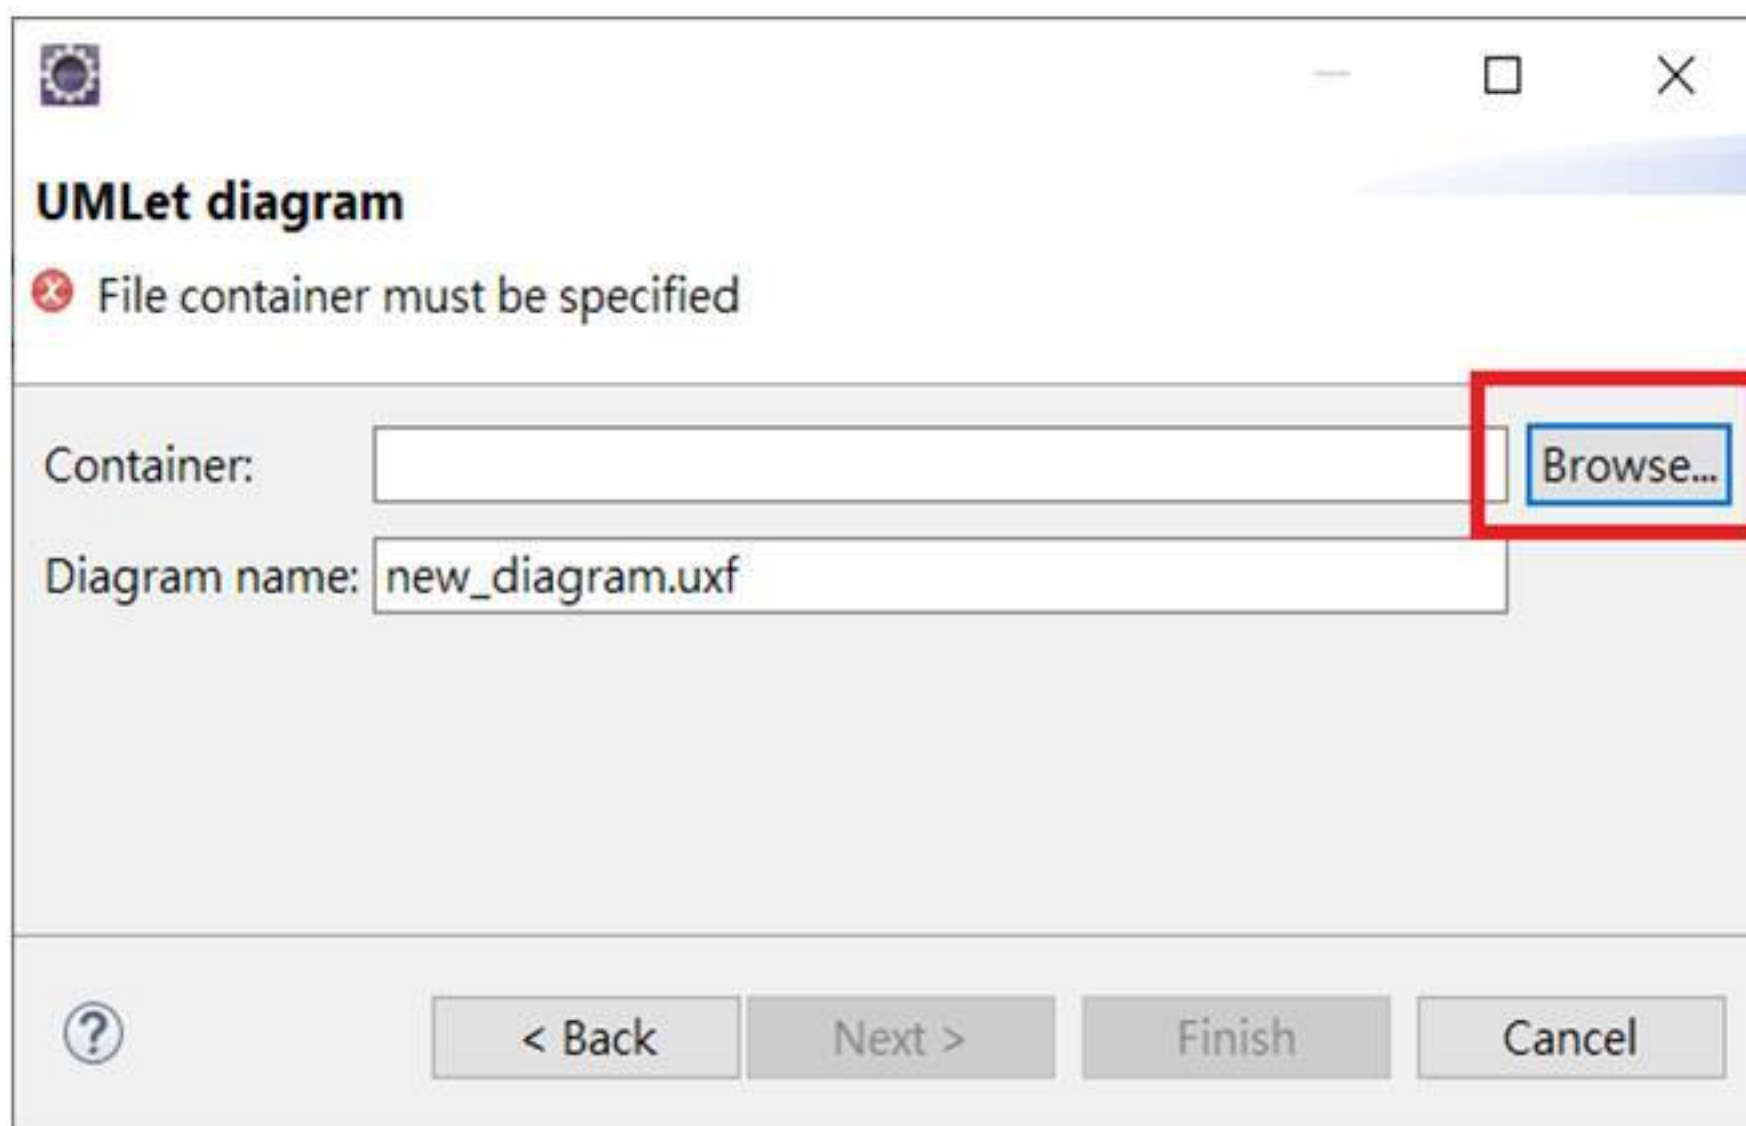 UMLet diagram
File container must be specified
Container:
Browse...
Diagram name: new_diagram.uxf
?
< Back Next > Finish Cancel